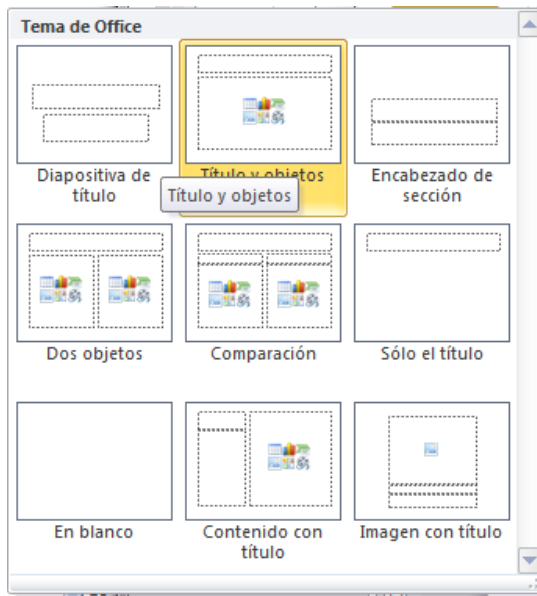 Tema de Office
Diapositiva de
título
Título y objetos
Título y objetos
Encabezado de
sección
Dos objetos
Comparación
Sólo el título
En blanco
Contenido con
título
Imagen con título